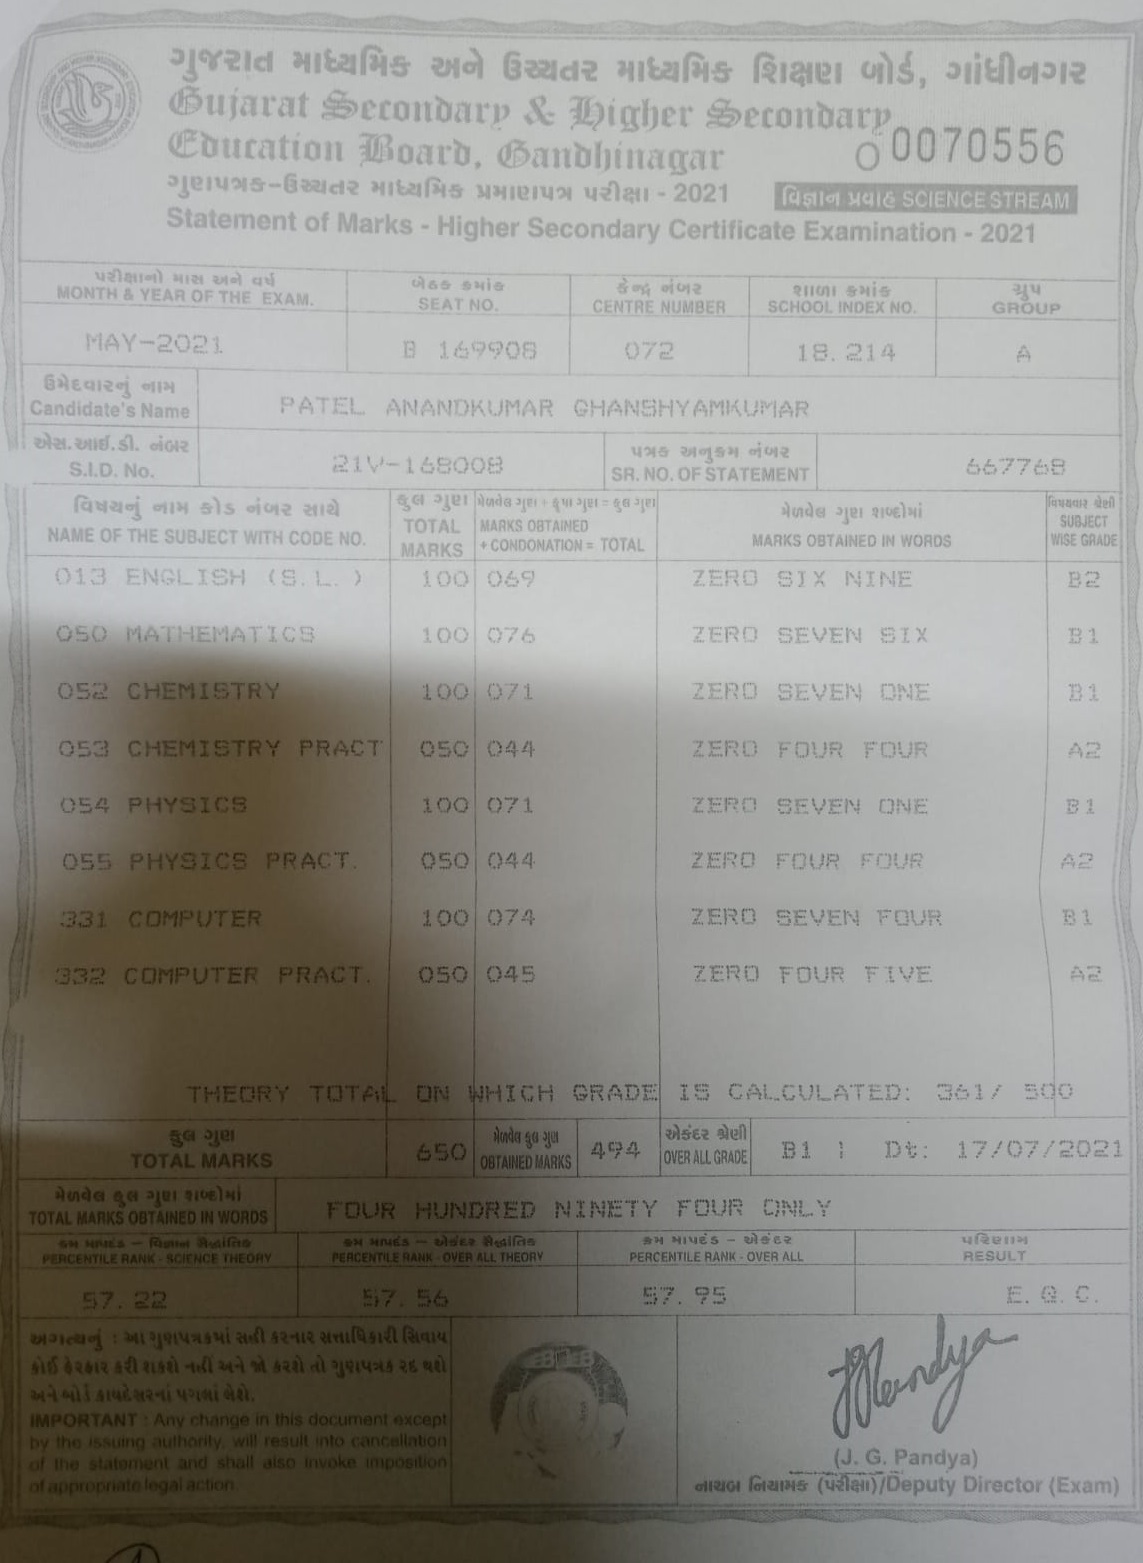 ગુજરાત માધ્યમિક અને ઉચ્ચતર માધ્યમિક શિક્ષણ બોર્ડ, ગાંધીનગર
Gujarat Secondary & Higher Secondary
Education Board, Gandhinagar
O 0070556
ગુણપત્રક-ઉચ્ચતર માધ્યમિક પ્રમાણપત્ર પરીક્ષા - 2021
વિજ્ઞાન પ્રવાહ SCIENCE STREAM
Statement of Marks - Higher Secondary Certificate Examination - 2021
પરીક્ષાનો માસ અને વર્ષ બેઠક ક્રમાંક કેન્દ્ર નંબર શાળા ક્રમાંક ગ્રુપ
MONTH & YEAR OF THE EXAM. SEAT NO. CENTRE NUMBER SCHOOL INDEX NO. GROUP
MAY-2021 B 169908 072 18.214 A
ઉમેદવારનું નામ
Candidate's Name PATEL ANANDKUMAR GHANSHYAMKUMAR
એસ.આઈ.ડી. નંબર પત્રક અનુક્રમ નંબર
S.I.D. No. 21V-168008 SR. NO. OF STATEMENT 667768
વિષયનું નામ કોડ નંબર સાથે કુલ ગુણ મેળવેલ ગુણ + કૃપા ગુણ = કુલ ગુણ મેળવેલ ગુણ શબ્દોમાં વિષયવાર શ્રેણી
NAME OF THE SUBJECT WITH CODE NO. TOTAL MARKS MARKS OBTAINED + CONDONATION = TOTAL MARKS OBTAINED IN WORDS SUBJECT WISE GRADE
013 ENGLISH (S.L.) 100 069 ZERO SIX NINE B2
050 MATHEMATICS 100 076 ZERO SEVEN SIX B1
052 CHEMISTRY 100 071 ZERO SEVEN ONE B1
053 CHEMISTRY PRACT 050 044 ZERO FOUR FOUR A2
054 PHYSICS 100 071 ZERO SEVEN ONE B1
055 PHYSICS PRACT. 050 044 ZERO FOUR FOUR A2
331 COMPUTER 100 074 ZERO SEVEN FOUR B1
332 COMPUTER PRACT. 050 045 ZERO FOUR FIVE A2
THEORY TOTAL ON WHICH GRADE IS CALCULATED: 361/ 500
કુલ ગુણ મેળવેલ કુલ ગુણ એકંદર શ્રેણી
TOTAL MARKS 650 OBTAINED MARKS 494 OVER ALL GRADE B1 ; Dt: 17/07/2021
મેળવેલ કુલ ગુણ શબ્દોમાં
TOTAL MARKS OBTAINED IN WORDS FOUR HUNDRED NINETY FOUR ONLY
ક્રમ માપદંડ - વિજ્ઞાન સૈદ્ધાંતિક ક્રમ માપદંડ - એકંદર સૈદ્ધાંતિક ક્રમ માપદંડ - એકંદર પરિણામ
PERCENTILE RANK - SCIENCE THEORY PERCENTILE RANK - OVER ALL THEORY PERCENTILE RANK - OVER ALL RESULT
57.22 57.56 57.95 E.Q.C.
અગત્યનું : આ ગુણપત્રકમાં સહી કરનાર સત્તાધિકારી સિવાય
કોઈ ફેરફાર કરી શકશે નહીં અને જો કરશે તો ગુણપત્રક રદ થશે
અને બોર્ડ કાયદેસરનાં પગલાં લેશે.
IMPORTANT : Any change in this document except
by the issuing authority, will result into cancellation
of the statement and shall also invoke imposition
of appropriate legal action.
JGPandya
(J. G. Pandya)
નાયબ નિયામક (પરીક્ષા)/Deputy Director (Exam)